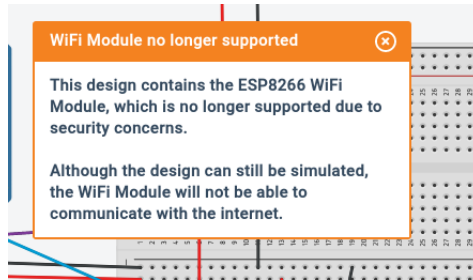 WiFi Module no longer supported
This design contains the ESP8266 WiFi
Module, which is no longer supported due to
security concerns.
Although the design can still be simulated,
the WiFi Module will not be able to
communicate with the internet.